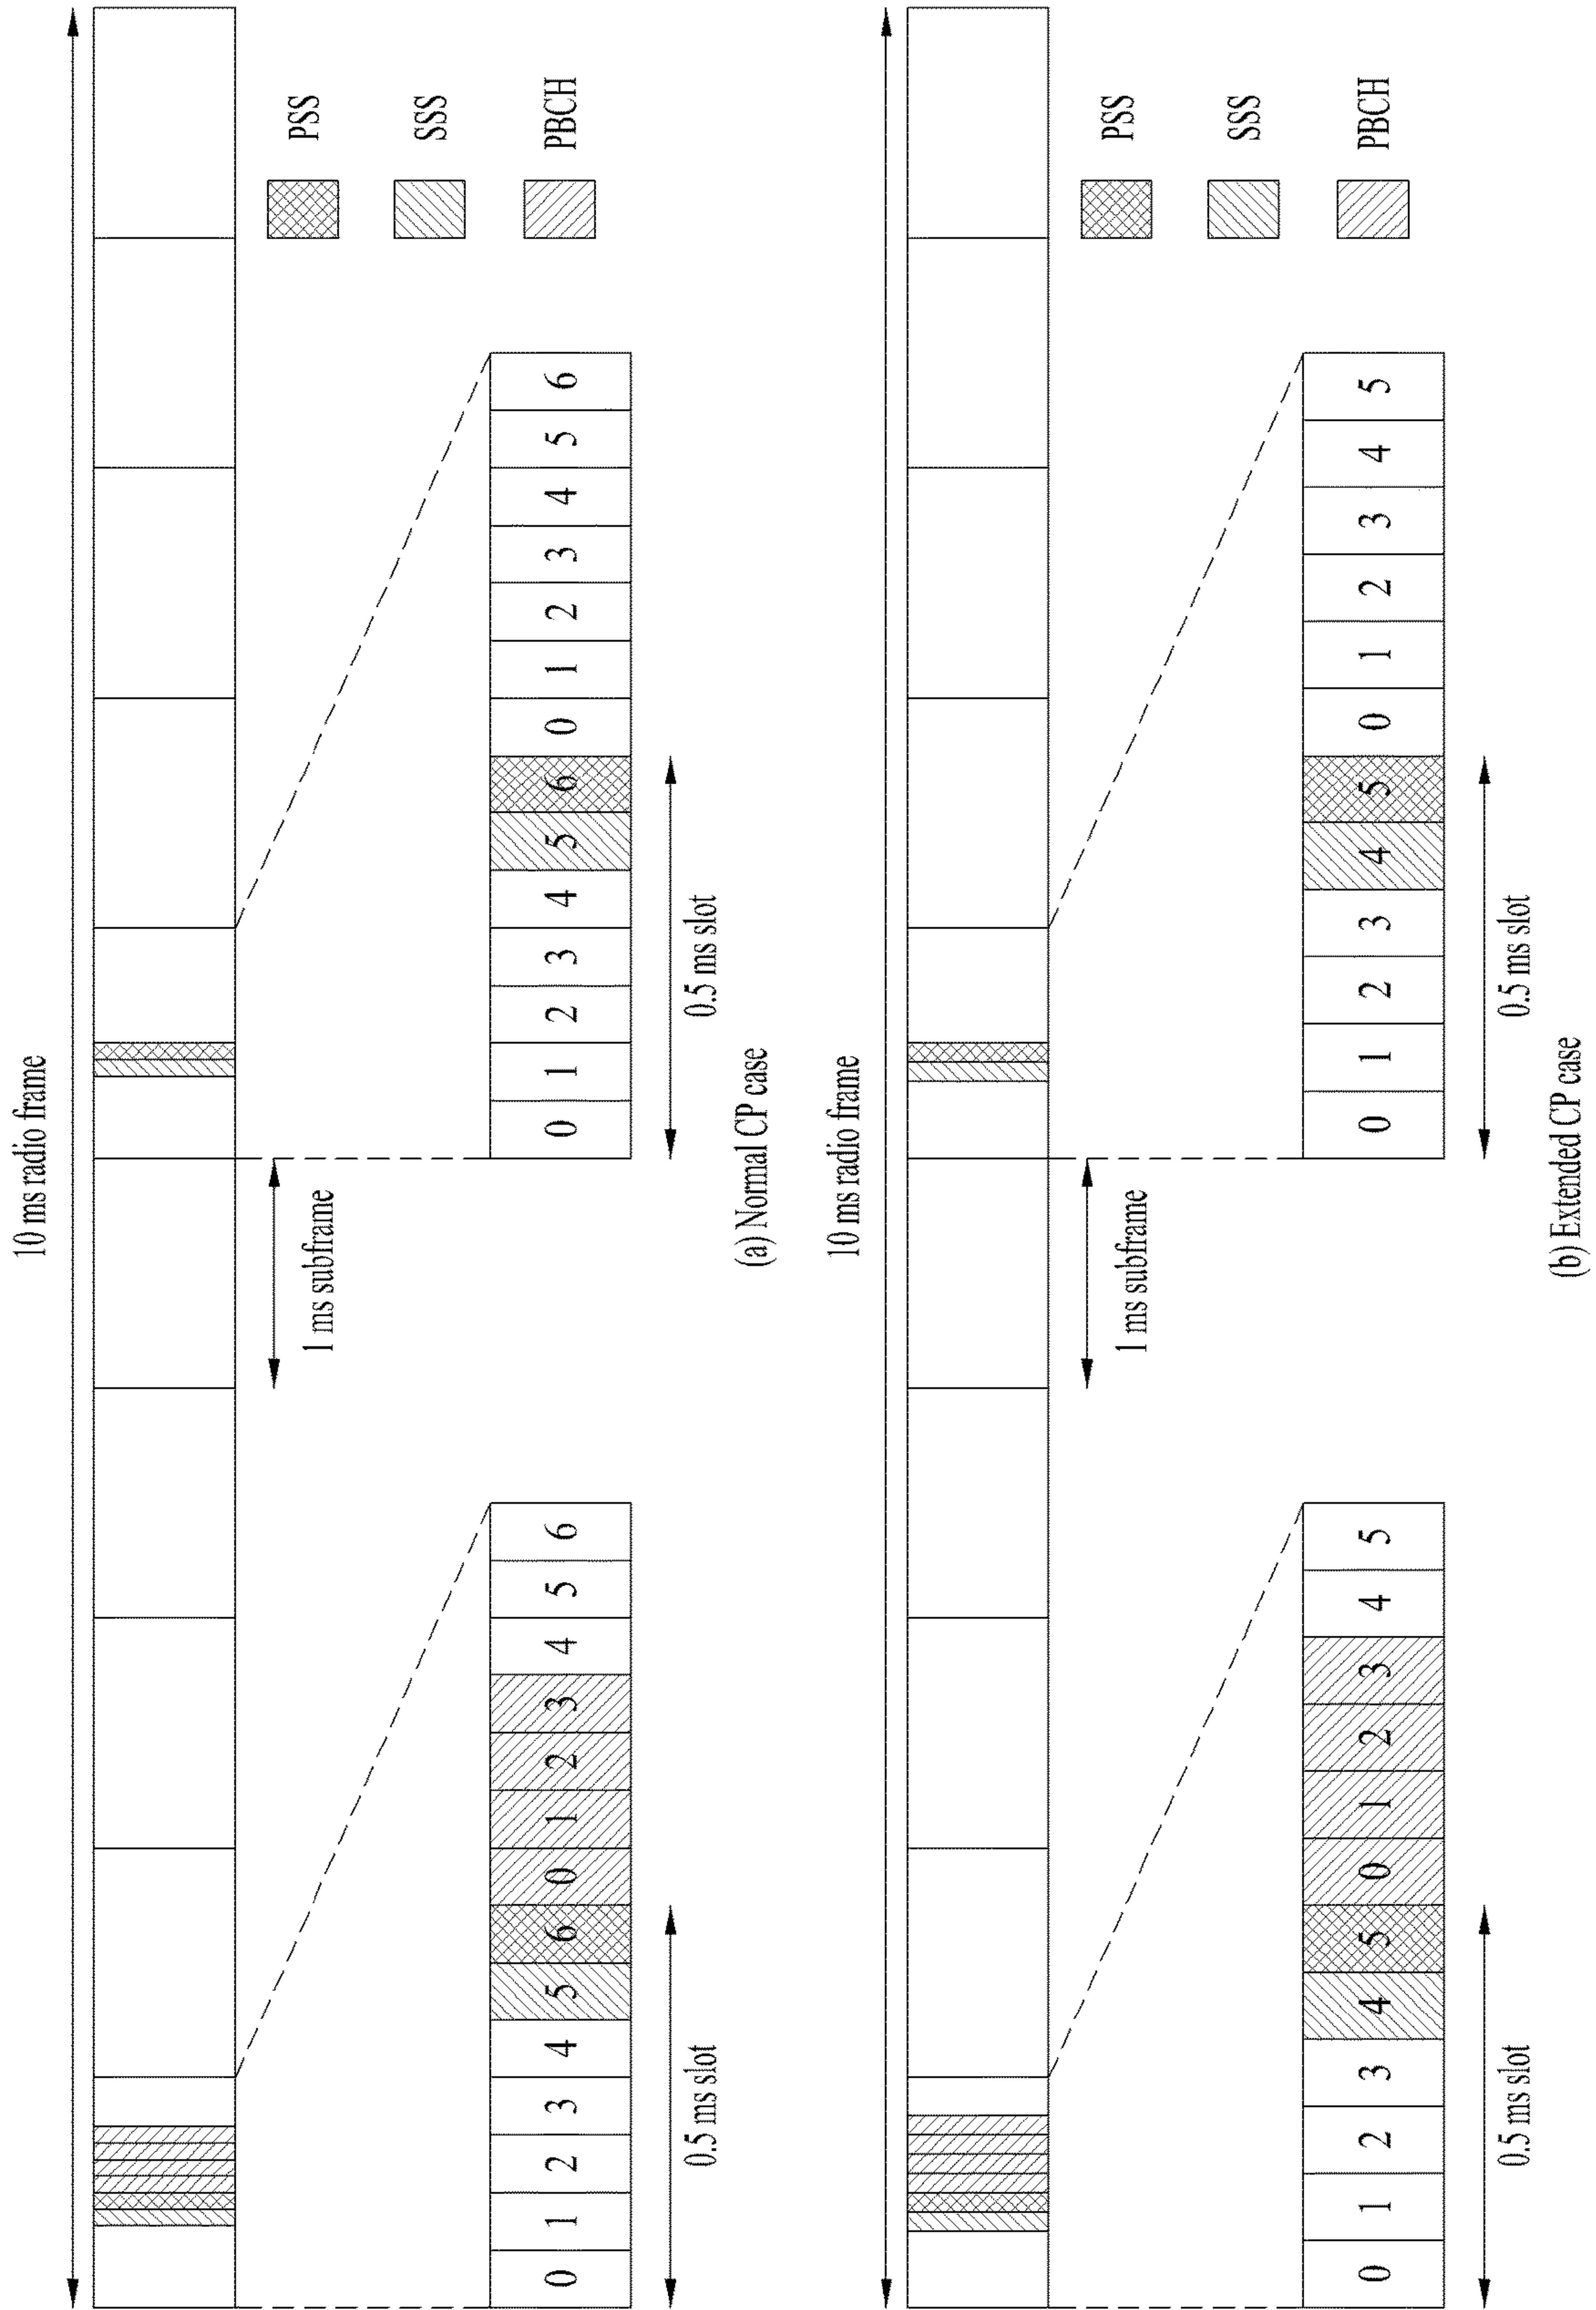 10 ms radio frame
PSS
SSS
PBCH
1 ms subframe
0 1 2 3 4 5 6 0 1 2 3 4 5 6
0 1 2 3 4 5 6 0 1 2 3 4 5 6
0.5 ms slot
0.5 ms slot
(a) Normal CP case
10 ms radio frame
PSS
SSS
PBCH
1 ms subframe
0 1 2 3 4 5 0 1 2 3 4 5
0 1 2 3 4 5 0 1 2 3 4 5
0.5 ms slot
0.5 ms slot
(b) Extended CP case